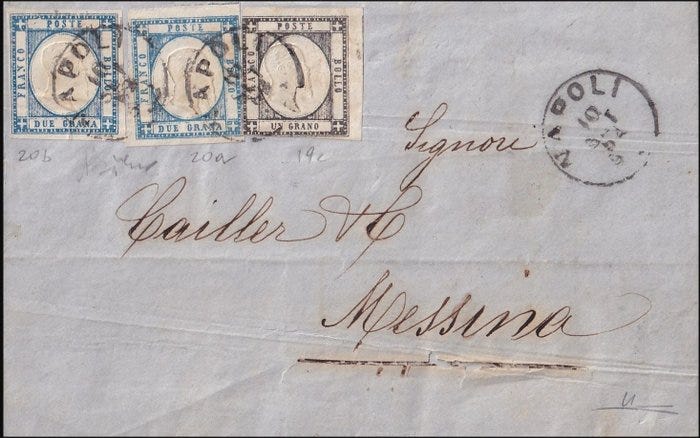 POSTE
FRANCO
BOLLO
DUE GRANA
POSTE
FRANCO
BOLLO
DUE GRANA
POSTE
FRANCO
BOLLO
UN GRANO
NAPOLI
10
20b
20a
19c
Signori
Cailler & C
Messina